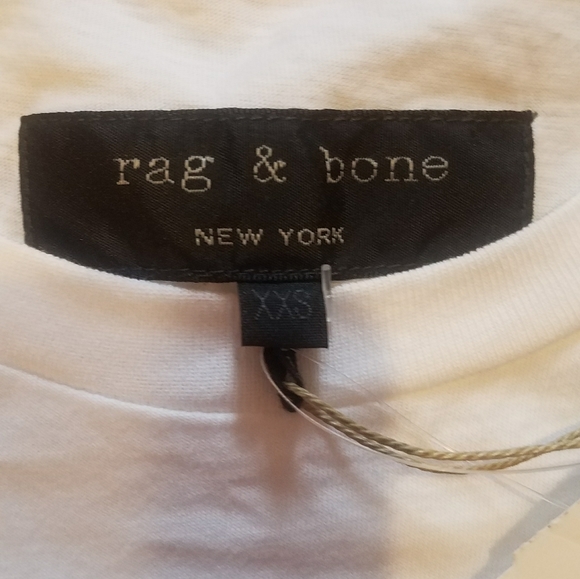 rag & bone
NEW YORK
XXS